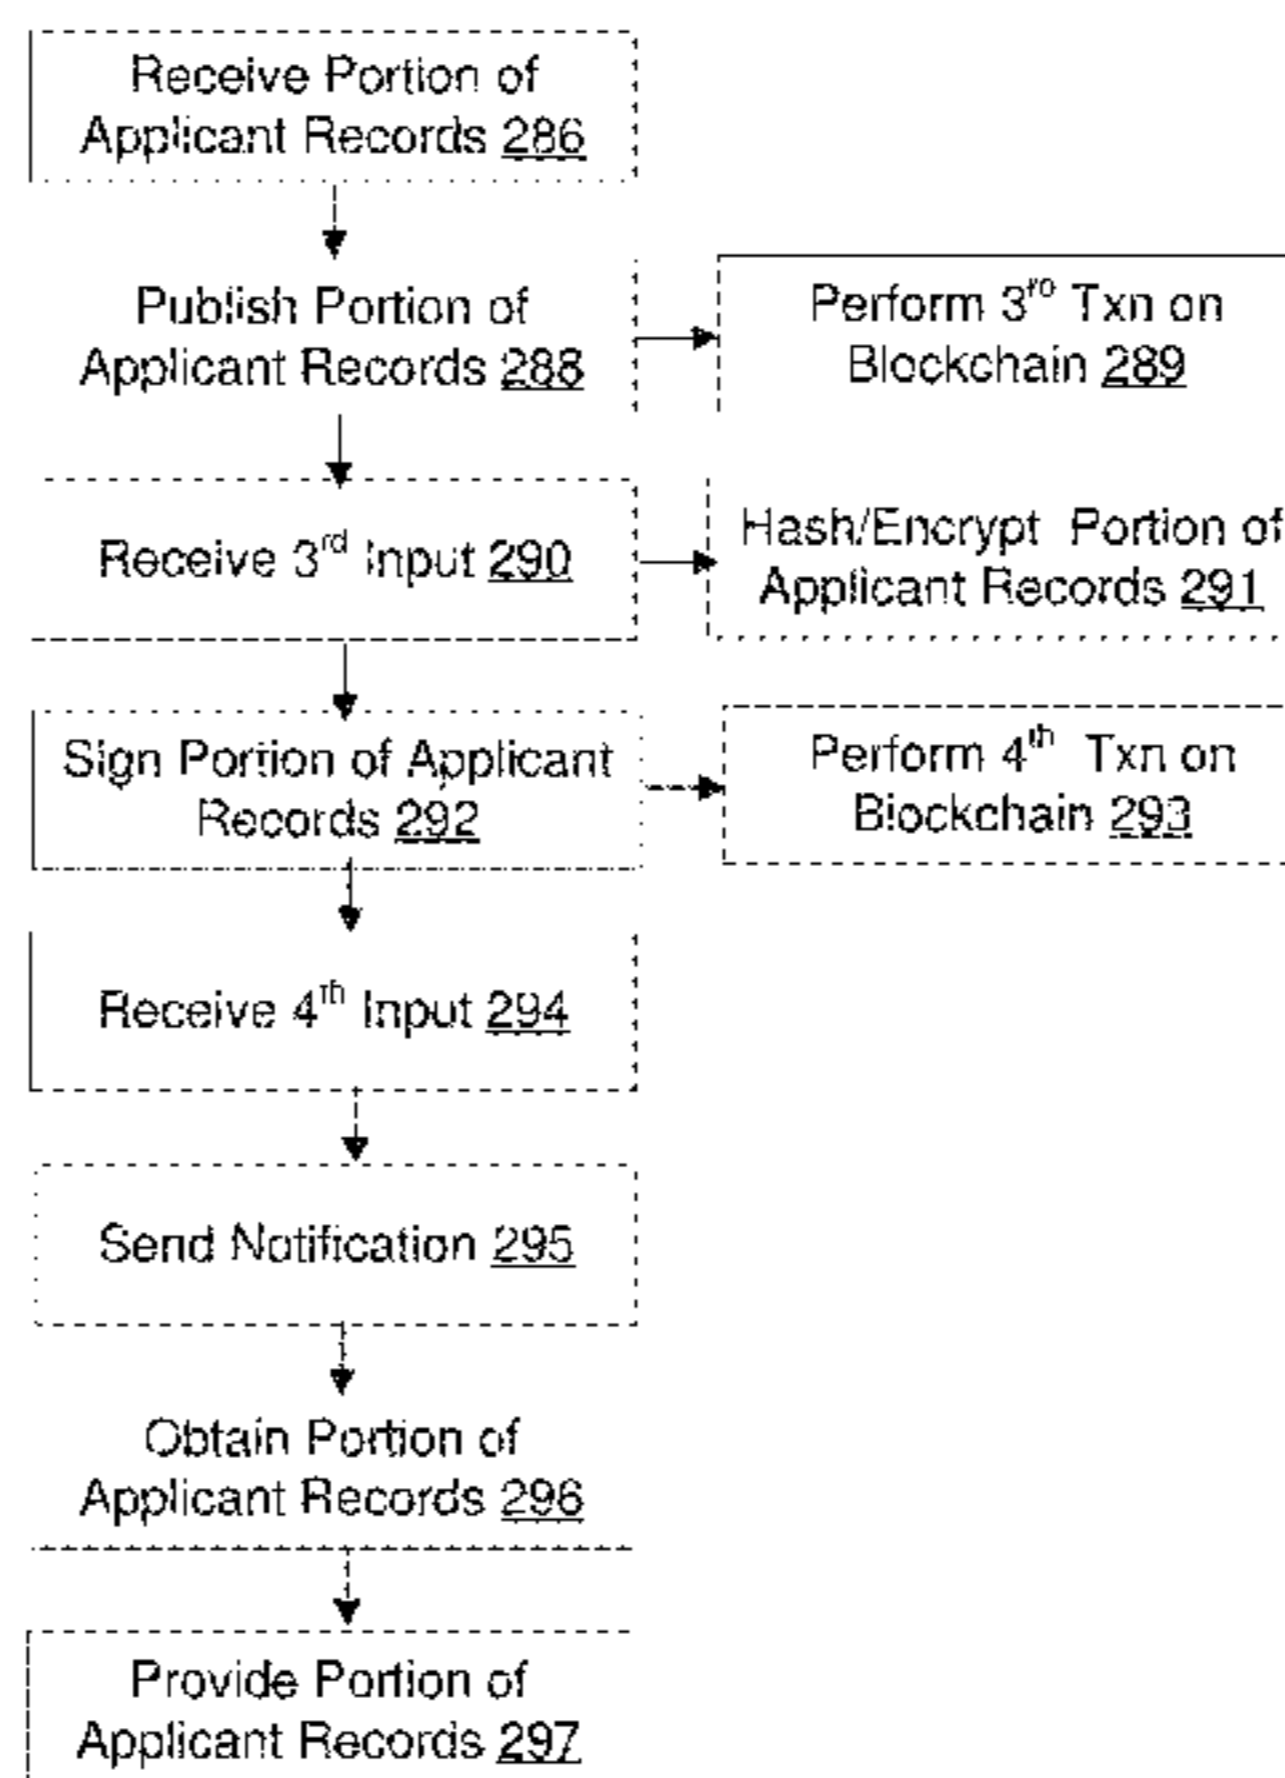 Receive Portion of
Applicant Records 286
Publish Portion of
Applicant Records 288
Perform 3rd Txn on
Blockchain 289
Receive 3rd Input 290
Hash/Encrypt Portion of
Applicant Records 291
Sign Portion of Applicant
Records 292
Perform 4th Txn on
Blockchain 293
Receive 4th Input 294
Send Notification 295
Obtain Portion of
Applicant Records 296
Provide Portion of
Applicant Records 297